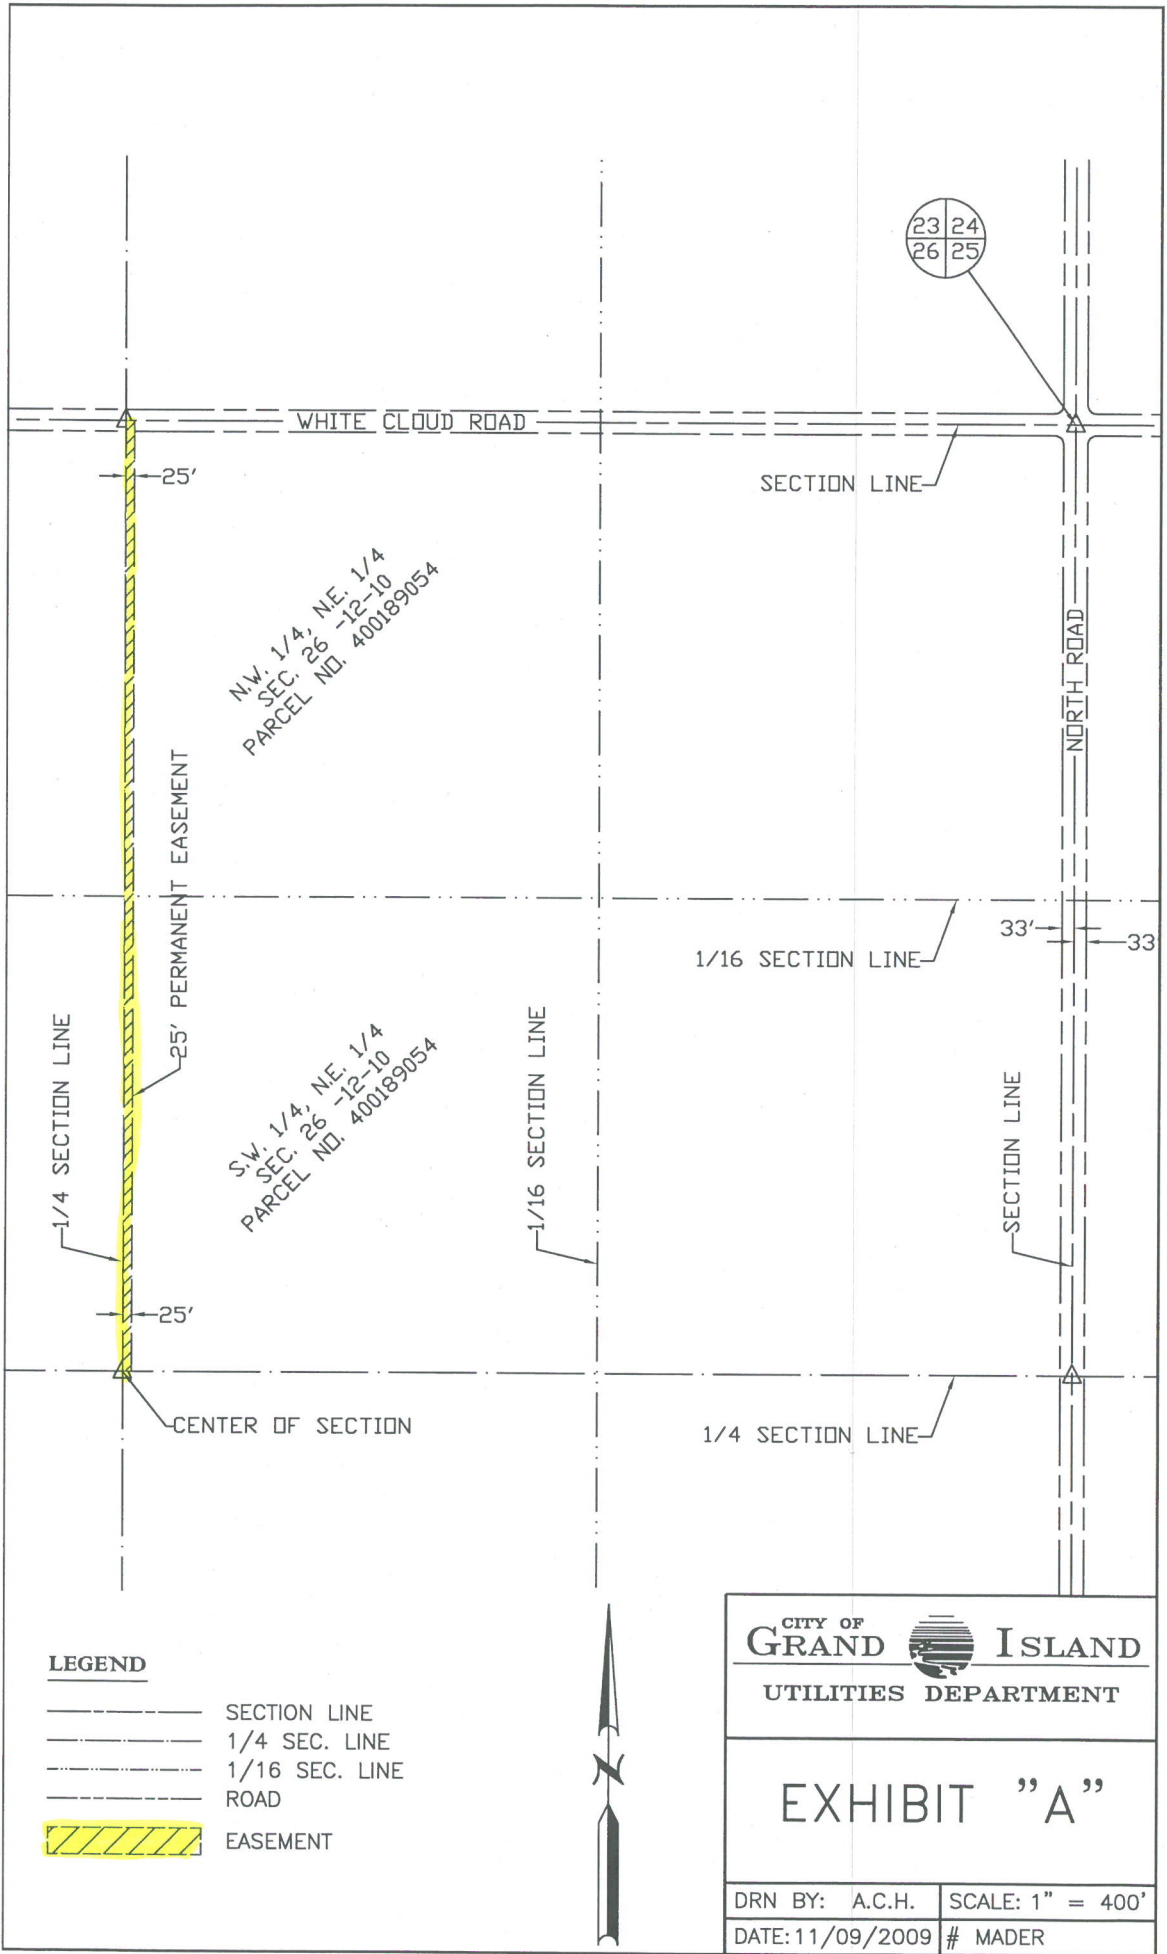 23 24
26 25
WHITE CLOUD ROAD
25'
SECTION LINE
N.W. 1/4, N.E. 1/4
SEC. 26 -12-10
PARCEL NO. 400189054
NORTH ROAD
25' PERMANENT EASEMENT
33'
33
1/16 SECTION LINE
1/4 SECTION LINE
S.W. 1/4, N.E. 1/4
SEC. 26 -12-10
PARCEL NO. 400189054
1/16 SECTION LINE
SECTION LINE
25'
CENTER OF SECTION
1/4 SECTION LINE
LEGEND
SECTION LINE
1/4 SEC. LINE
1/16 SEC. LINE
ROAD
EASEMENT
N
CITY OF
GRAND ISLAND
UTILITIES DEPARTMENT
EXHIBIT "A"
DRN BY: A.C.H.
SCALE: 1" = 400'
DATE: 11/09/2009
# MADER